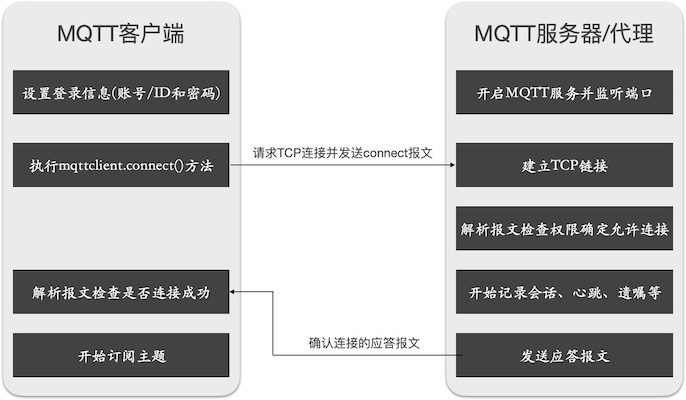 MQTT客户端
设置登录信息(账号/ID和密码)
执行mqttclient.connect()方法
解析报文检查是否连接成功
开始订阅主题
请求TCP连接并发送connect报文
确认连接的应答报文
MQTT服务器/代理
开启MQTT服务并监听端口
建立TCP链接
解析报文检查权限确定允许连接
开始记录会话、心跳、遗嘱等
发送应答报文